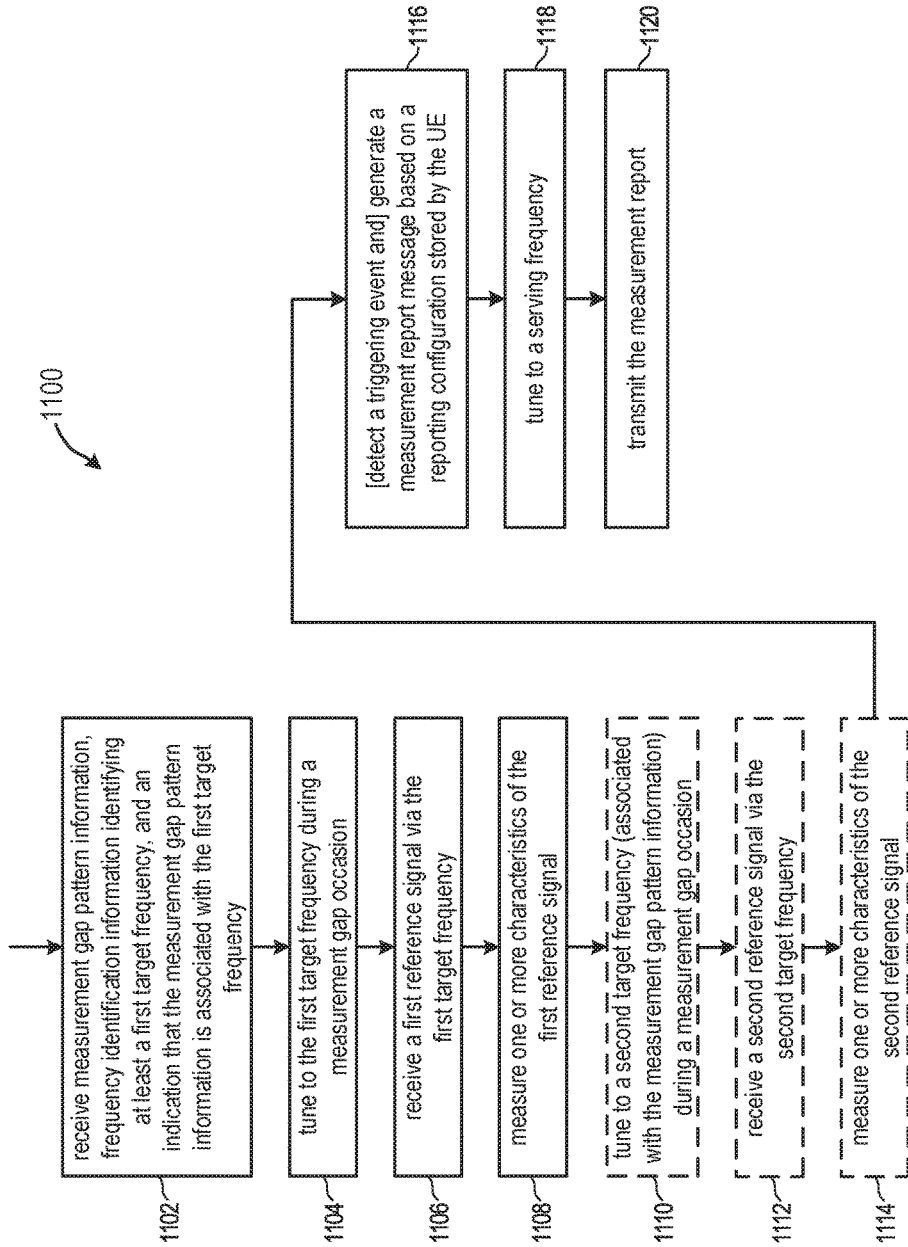 1100
receive measurement gap pattern information,
frequency identification information identifying
at least a first target frequency, and an
indication that the measurement gap pattern
information is associated with the first target
frequency
1102
tune to the first target frequency during a
measurement gap occasion
1104
receive a first reference signal via the
first target frequency
1106
measure one or more characteristics of the
first reference signal
1108
tune to a second target frequency (associated
with the measurement gap pattern information)
during a measurement gap occasion
1110
receive a second reference signal via the
second target frequency
1112
measure one or more characteristics of the
second reference signal
1114
[detect a triggering event and] generate a
measurement report message based on a
reporting configuration stored by the UE
1116
tune to a serving frequency
1118
transmit the measurement report
1120